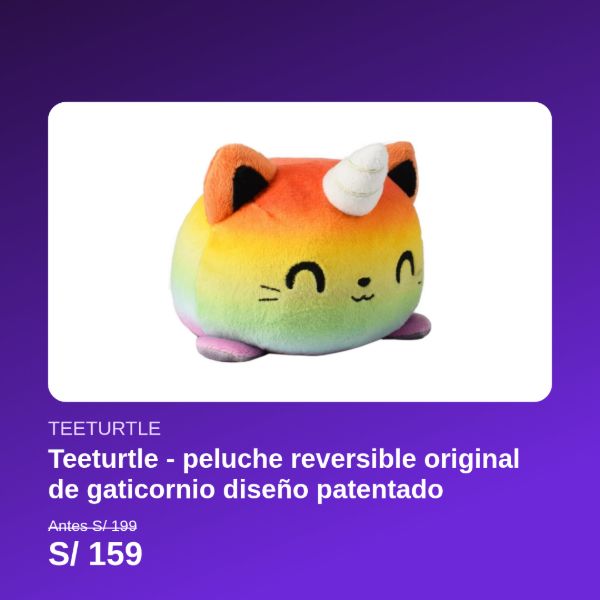 TEETURTLE
Teeturtle - peluche reversible original
de gaticornio diseño patentado
Antes S/ 199
S/ 159